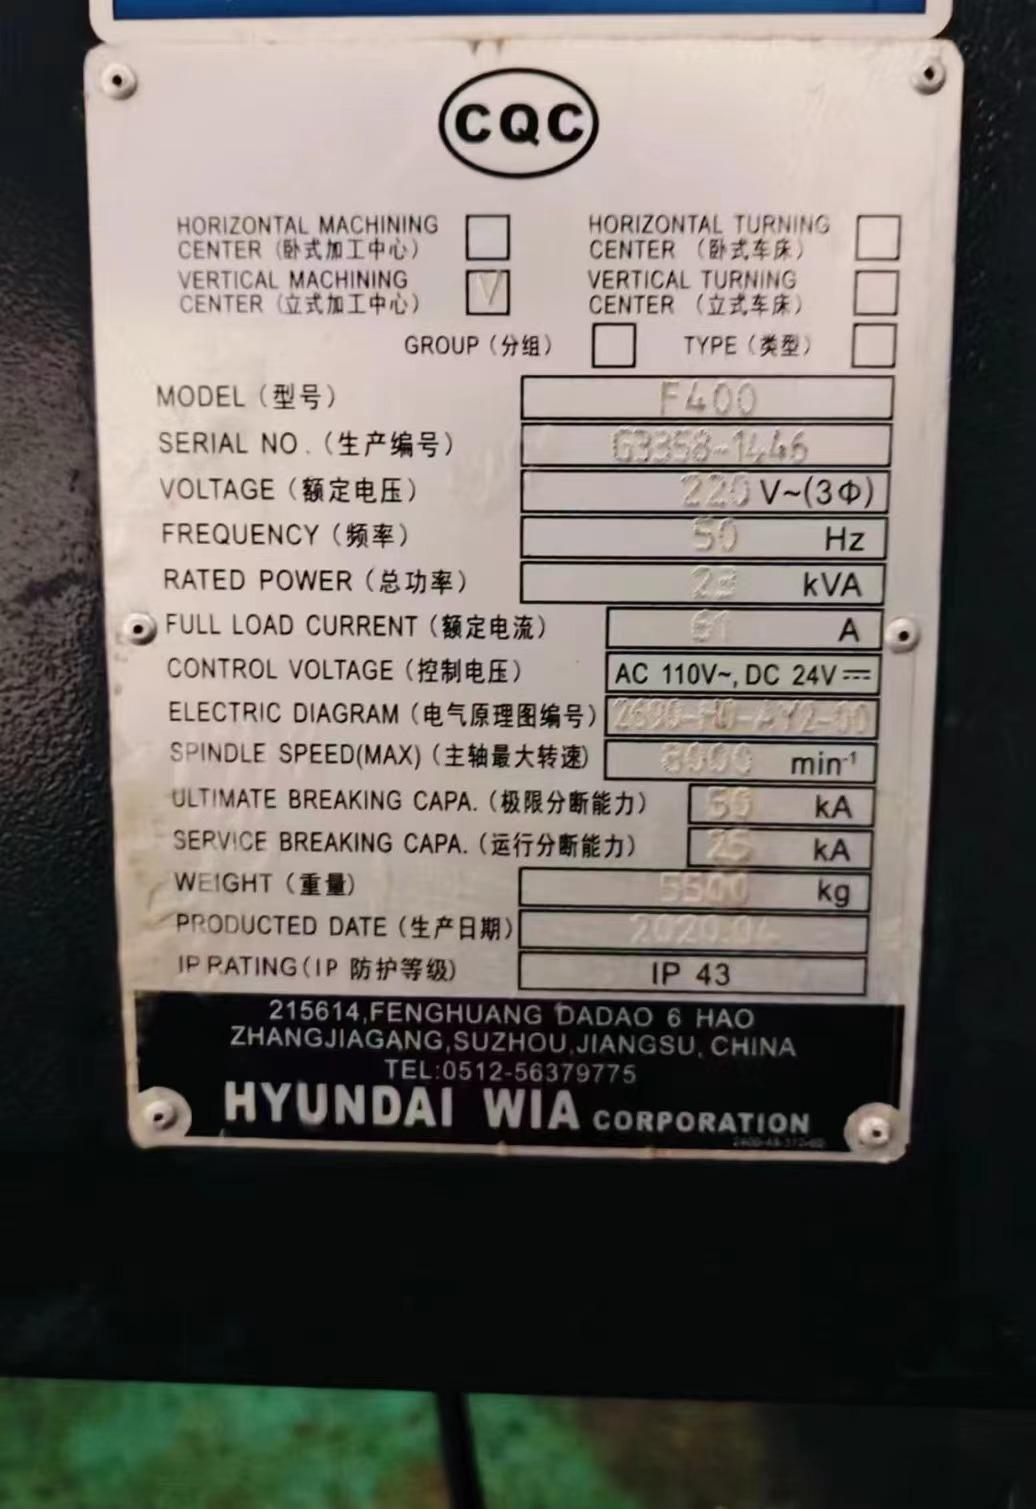 CQC
HORIZONTAL MACHINING CENTER (卧式加工中心)
HORIZONTAL TURNING CENTER (卧式车床)
VERTICAL MACHINING CENTER (立式加工中心) V
VERTICAL TURNING CENTER (立式车床)
GROUP (分组) TYPE (类型)
MODEL (型号) F400
SERIAL NO. (生产编号) G3358-1446
VOLTAGE (额定电压) 220 V~(3Φ)
FREQUENCY (频率) 50 Hz
RATED POWER (总功率) 23 kVA
FULL LOAD CURRENT (额定电流) 61 A
CONTROL VOLTAGE (控制电压) AC 110V~, DC 24V
ELECTRIC DIAGRAM (电气原理图编号)
SPINDLE SPEED(MAX) (主轴最大转速) 8000 min⁻¹
ULTIMATE BREAKING CAPA. (极限分断能力) kA
SERVICE BREAKING CAPA. (运行分断能力) 25 kA
WEIGHT (重量) 5500 kg
PRODUCTED DATE (生产日期) 2020.04
IP RATING (IP 防护等级) IP 43
215614, FENGHUANG DADAO 6 HAO
ZHANGJIAGANG, SUZHOU, JIANGSU, CHINA
TEL:0512-56379775
HYUNDAI WIA CORPORATION